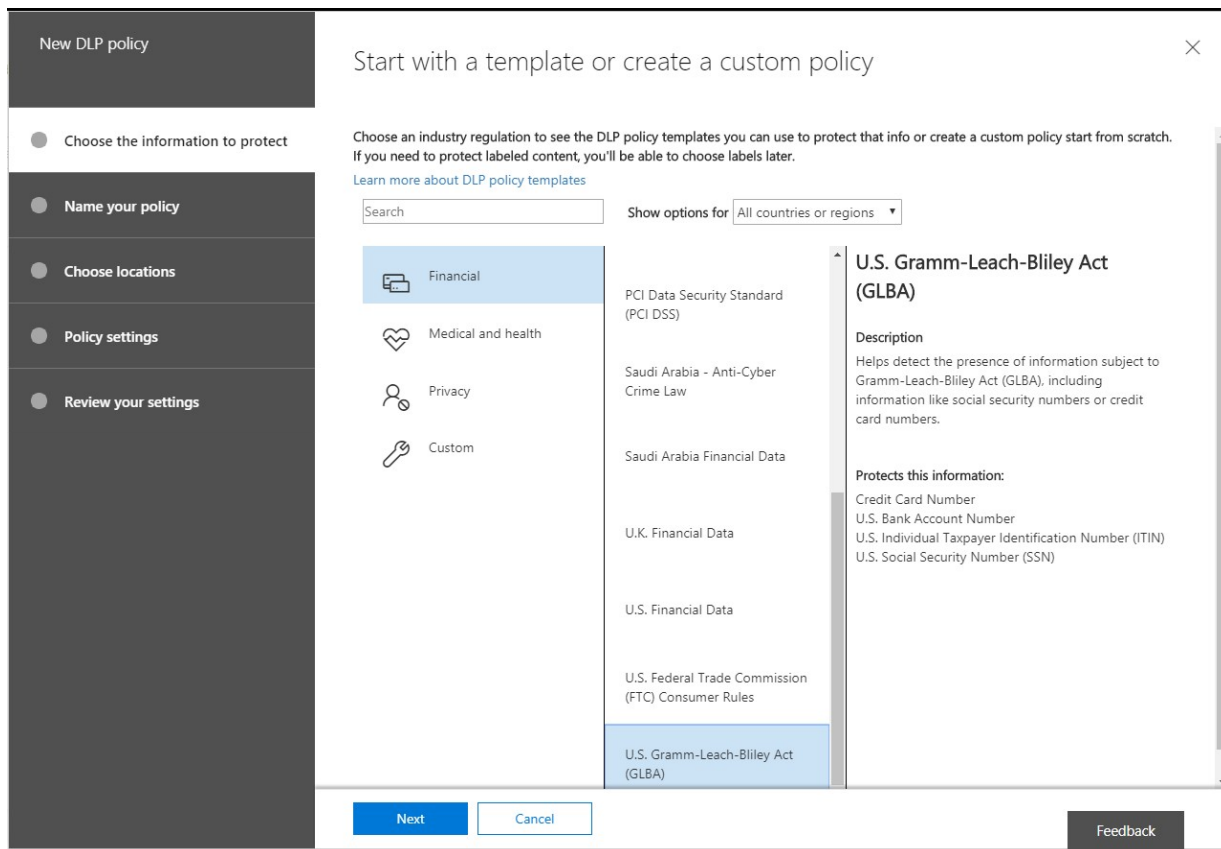 New DLP policy
Choose the information to protect
Name your policy
Choose locations
Policy settings
Review your settings
Start with a template or create a custom policy
Choose an industry regulation to see the DLP policy templates you can use to protect that info or create a custom policy start from scratch.
If you need to protect labeled content, you'll be able to choose labels later.
Learn more about DLP policy templates
Search
Show options for All countries or regions
Financial
Medical and health
Privacy
Custom
PCI Data Security Standard
(PCI DSS)
Saudi Arabia - Anti-Cyber
Crime Law
Saudi Arabia Financial Data
U.K. Financial Data
U.S. Financial Data
U.S. Federal Trade Commission
(FTC) Consumer Rules
U.S. Gramm-Leach-Bliley Act
(GLBA)
U.S. Gramm-Leach-Bliley Act
(GLBA)
Description
Helps detect the presence of information subject to
Gramm-Leach-Bliley Act (GLBA), including
information like social security numbers or credit
card numbers.
Protects this information:
Credit Card Number
U.S. Bank Account Number
U.S. Individual Taxpayer Identification Number (ITIN)
U.S. Social Security Number (SSN)
Next
Cancel
Feedback